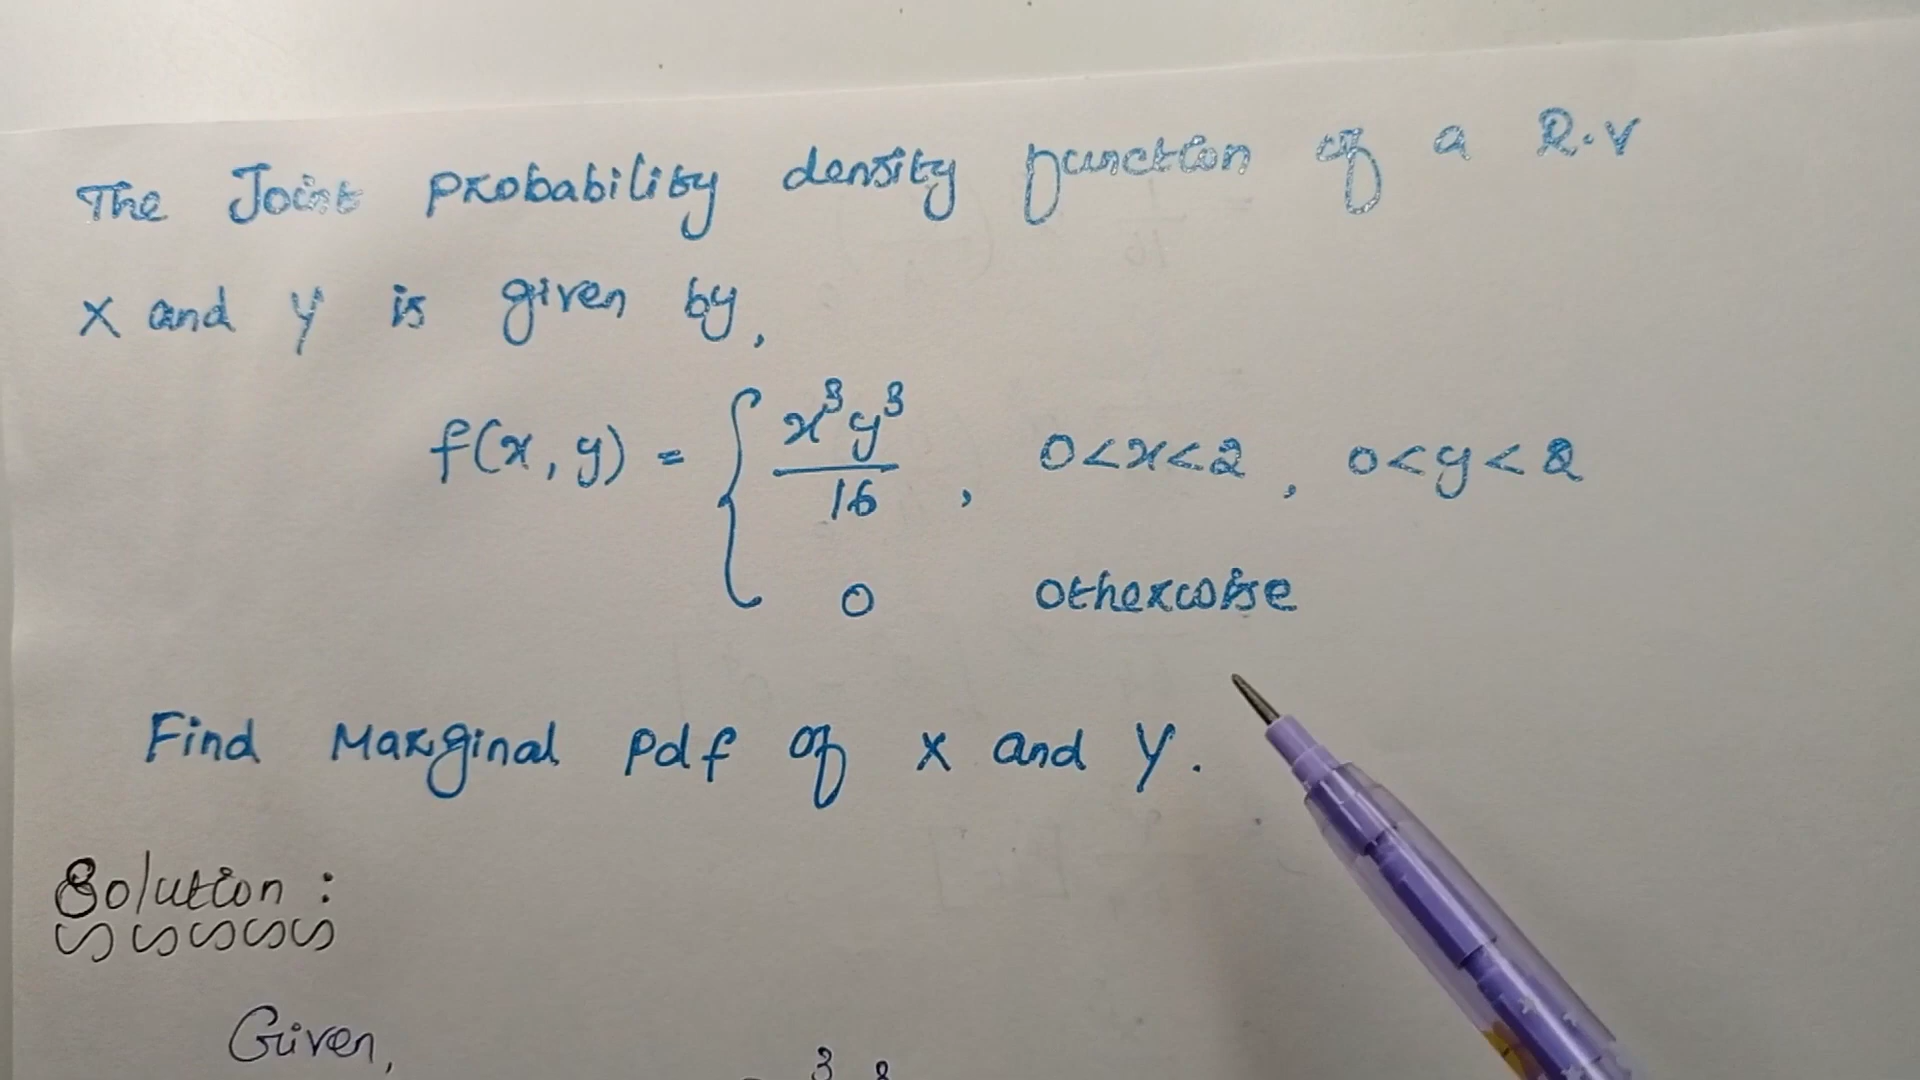 The Joint probability density function of a R.V
X and Y is given by,
f(x, y) = { x³y³/16 , 0<x<2 , 0<y<2
0 otherwise
Find Marginal Pdf of X and Y.
Solution :
Given,